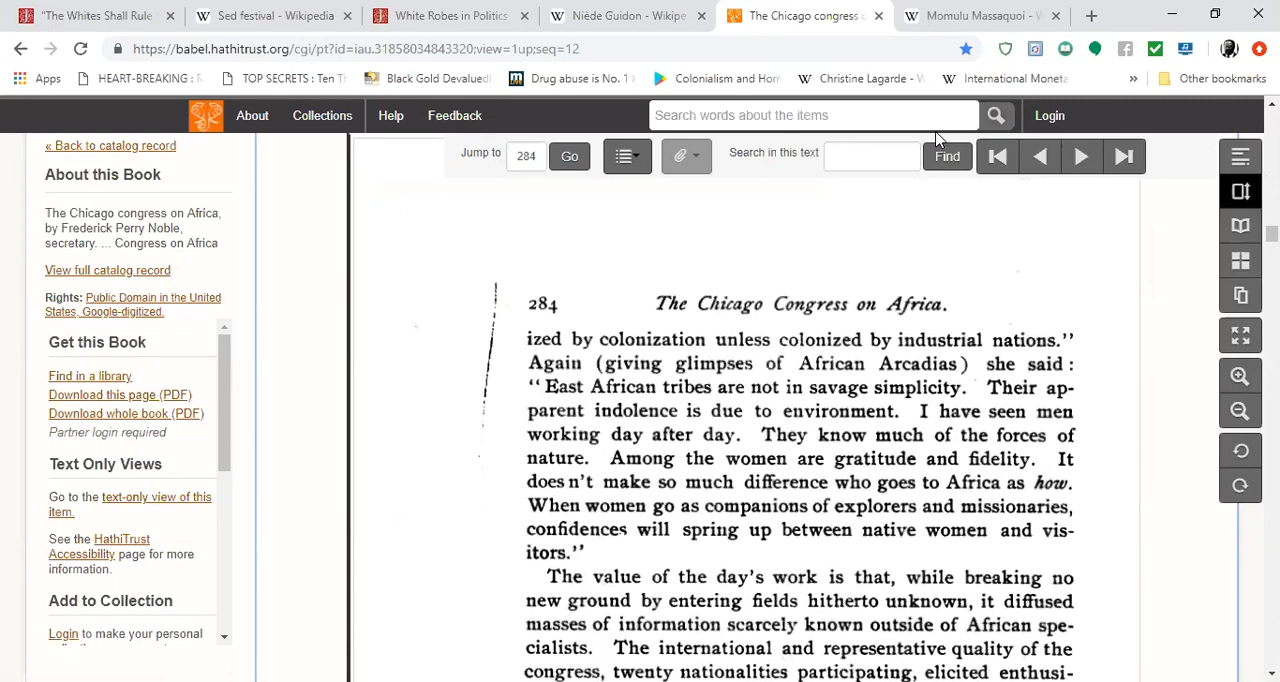 "The Whites Shall Rule
Sed festival - Wikipedia
White Robes in Politics
Niède Guidon - Wikipe
The Chicago congress
Momulu Massaquoi - W
https://babel.hathitrust.org/cgi/pt?id=iau.31858034843320;view=1up;seq=12
Apps
HEART-BREAKING : R
TOP SECRETS : Ten Th
Black Gold Devalued
Drug abuse is No. 1
Colonialism and Hom
Christine Lagarde - W
International Moneta
»
Other bookmarks
About
Collections
Help
Feedback
Search words about the items
Login
« Back to catalog record
About this Book
The Chicago congress on Africa,
by Frederick Perry Noble,
secretary. ... Congress on Africa
View full catalog record
Rights: Public Domain in the United
States, Google-digitized.
Get this Book
Find in a library
Download this page (PDF)
Download whole book (PDF)
Partner login required
Text Only Views
Go to the text-only view of this
item.
See the HathiTrust
Accessibility page for more
information.
Add to Collection
Login to make your personal
Jump to
284
Go
Search in this text
Find
284 The Chicago Congress on Africa.
ized by colonization unless colonized by industrial nations."
Again (giving glimpses of African Arcadias) she said:
"East African tribes are not in savage simplicity. Their ap-
parent indolence is due to environment. I have seen men
working day after day. They know much of the forces of
nature. Among the women are gratitude and fidelity. It
does n't make so much difference who goes to Africa as how.
When women go as companions of explorers and missionaries,
confidences will spring up between native women and vis-
itors."
The value of the day's work is that, while breaking no
new ground by entering fields hitherto unknown, it diffused
masses of information scarcely known outside of African spe-
cialists. The international and representative quality of the
congress, twenty nationalities participating, elicited enthusi-